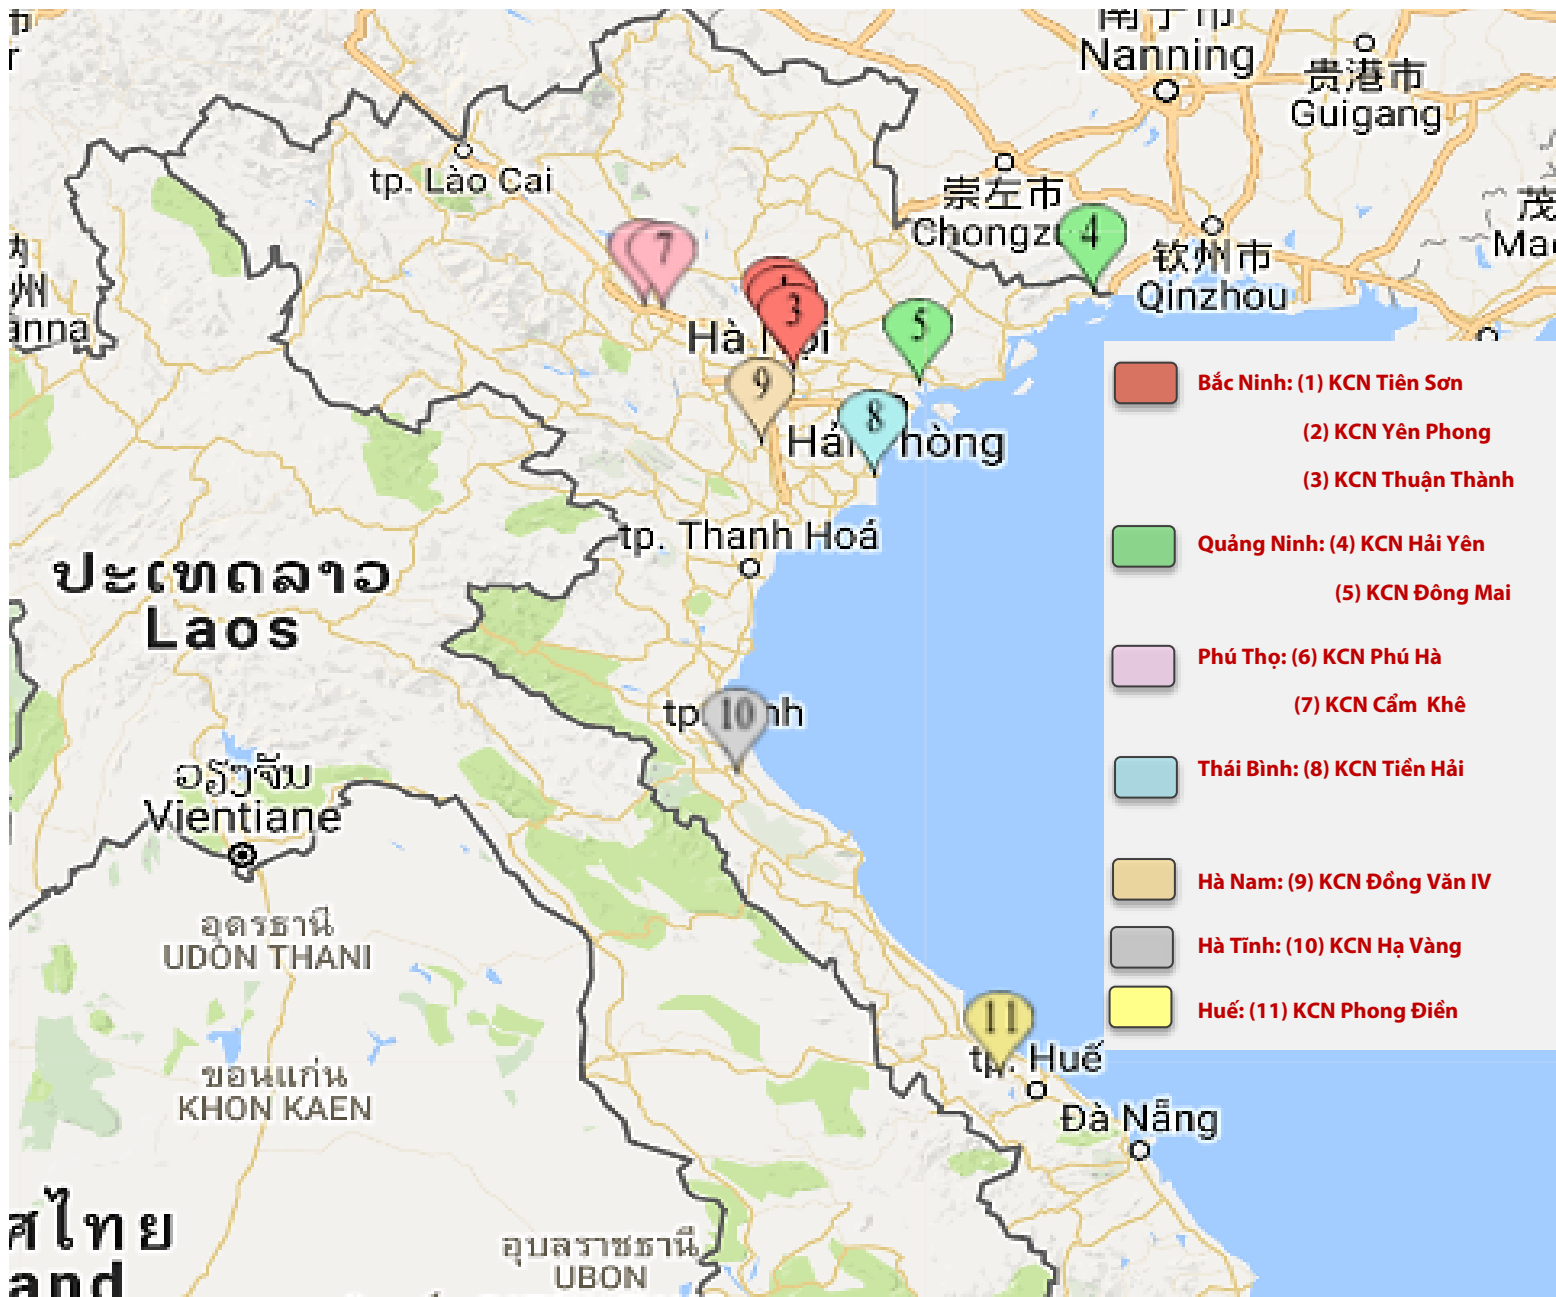 南宁市
Nanning
贵港市
Guigang
tp. Lào Cai
崇左市
钦州市
Qinzhou
茂
州
4
7
3
5
9
8
tp. Thanh Hoá
ປະເທດລາວ
Laos
10
ວຽງຈັນ
Vientiane
อุดรธานี
UDON THANI
ขอนแก่น
KHON KAEN
11
tp. Huế
Đà Nẵng
อุบลราชธานี
UBON
Bắc Ninh: (1) KCN Tiên Sơn
(2) KCN Yên Phong
(3) KCN Thuận Thành
Quảng Ninh: (4) KCN Hải Yên
(5) KCN Đông Mai
Phú Thọ: (6) KCN Phú Hà
(7) KCN Cẩm Khê
Thái Bình: (8) KCN Tiền Hải
Hà Nam: (9) KCN Đồng Văn IV
Hà Tĩnh: (10) KCN Hạ Vàng
Huế: (11) KCN Phong Điền